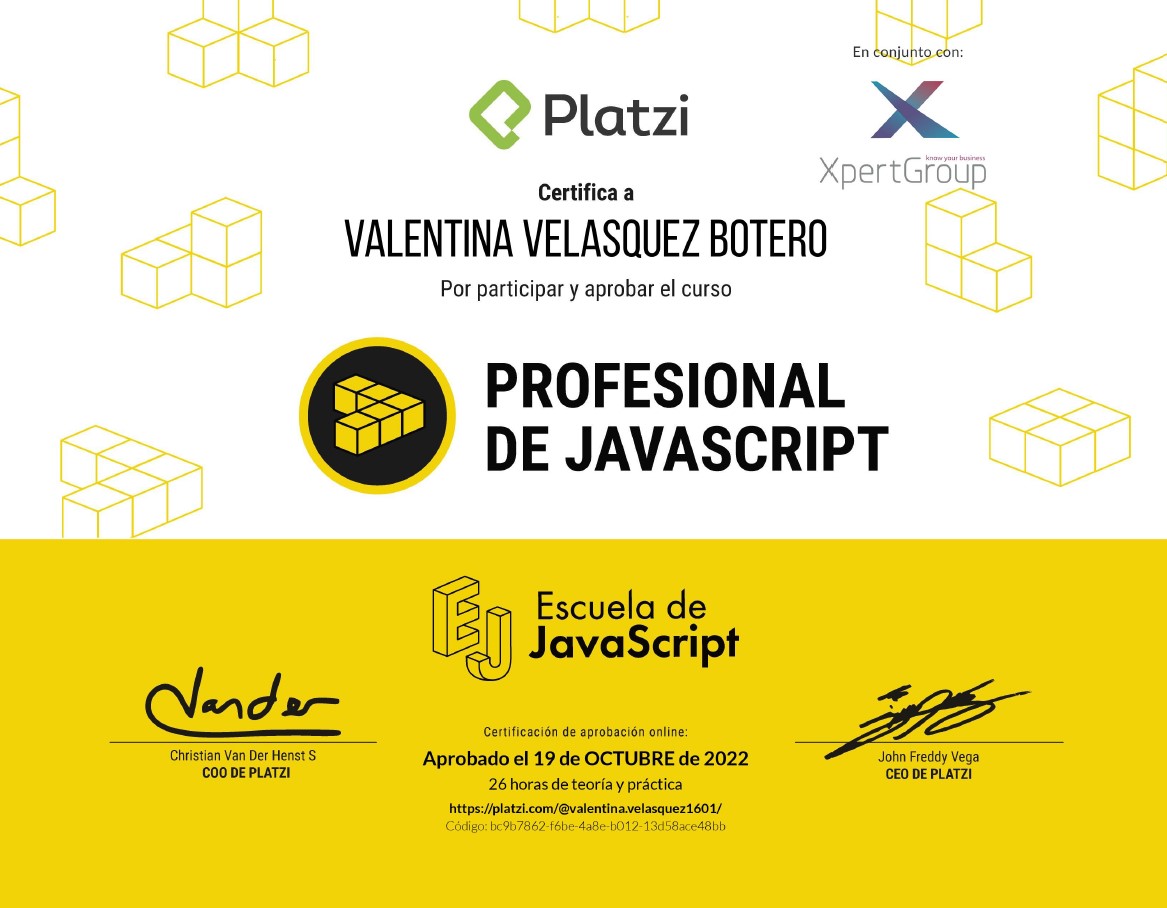 En conjunto con:
Platzi
know your business
XpertGroup
Certifica a
VALENTINA VELASQUEZ BOTERO
Por participar y aprobar el curso
PROFESIONAL
DE JAVASCRIPT
EJ
Escuela de
JavaScript
Vander
Christian Van Der Henst S
COO DE PLATZI
Certificación de aprobación online:
Aprobado el 19 de OCTUBRE de 2022
26 horas de teoría y práctica
https://platzi.com/@valentina.velasquez1601/
Código: bc9b7862-f6be-4a8e-b012-13d58ace48bb
John Freddy Vega
CEO DE PLATZI